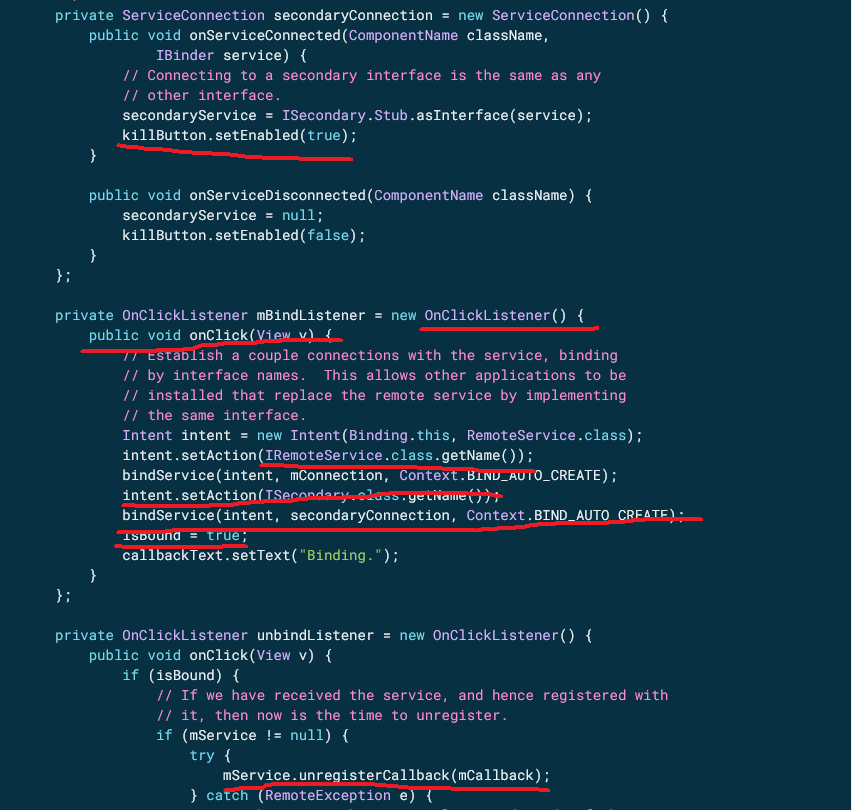 private ServiceConnection secondaryConnection = new ServiceConnection() {
public void onServiceConnected(ComponentName className,
IBinder service) {
// Connecting to a secondary interface is the same as any
// other interface.
secondaryService = ISecondary.Stub.asInterface(service);
killButton.setEnabled(true);
}
public void onServiceDisconnected(ComponentName className) {
secondaryService = null;
killButton.setEnabled(false);
}
};
private OnClickListener mBindListener = new OnClickListener() {
public void onClick(View v) {
// Establish a couple connections with the service, binding
// by interface names.  This allows other applications to be
// installed that replace the remote service by implementing
// the same interface.
Intent intent = new Intent(Binding.this, RemoteService.class);
intent.setAction(IRemoteService.class.getName());
bindService(intent, mConnection, Context.BIND_AUTO_CREATE);
intent.setAction(ISecondary.class.getName());
bindService(intent, secondaryConnection, Context.BIND_AUTO_CREATE);
isBound = true;
callbackText.setText("Binding.");
}
};
private OnClickListener unbindListener = new OnClickListener() {
public void onClick(View v) {
if (isBound) {
// If we have received the service, and hence registered with
// it, then now is the time to unregister.
if (mService != null) {
try {
mService.unregisterCallback(mCallback);
} catch (RemoteException e) {